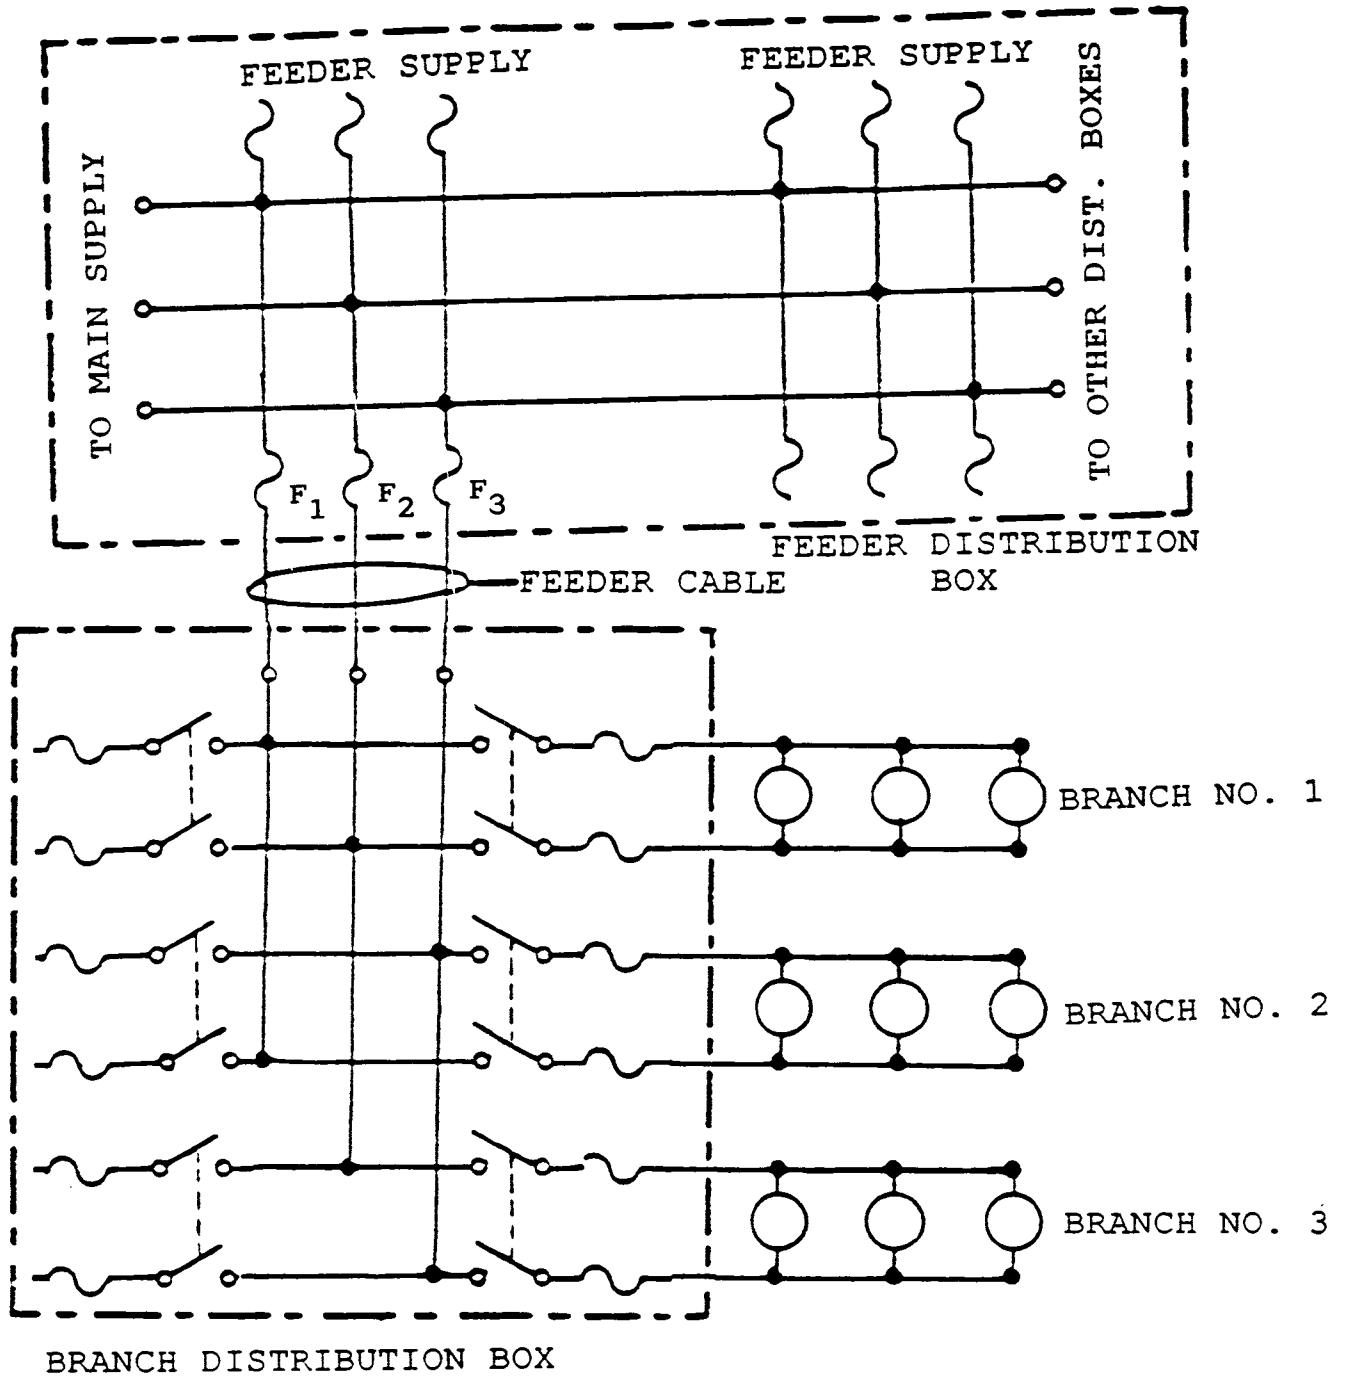 FEEDER SUPPLY
FEEDER SUPPLY
TO MAIN SUPPLY
TO OTHER DIST. BOXES
F1
F2
F3
FEEDER DISTRIBUTION
BOX
FEEDER CABLE
BRANCH NO. 1
BRANCH NO. 2
BRANCH NO. 3
BRANCH DISTRIBUTION BOX